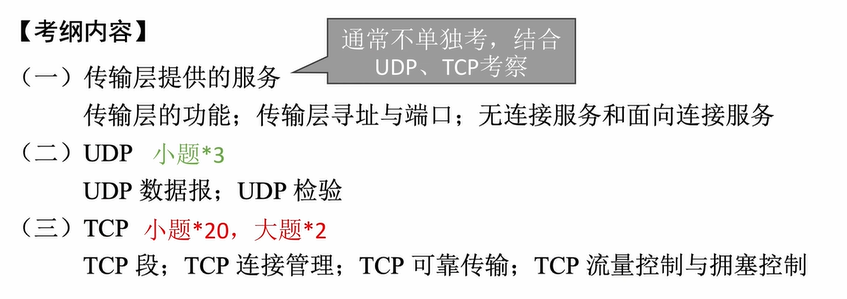 【考纲内容】
通常不单独考，结合
UDP、TCP考察
（一）传输层提供的服务
传输层的功能；传输层寻址与端口；无连接服务和面向连接服务
（二）UDP 小题*3
UDP 数据报；UDP 检验
（三）TCP 小题*20，大题*2
TCP 段；TCP 连接管理；TCP 可靠传输；TCP 流量控制与拥塞控制